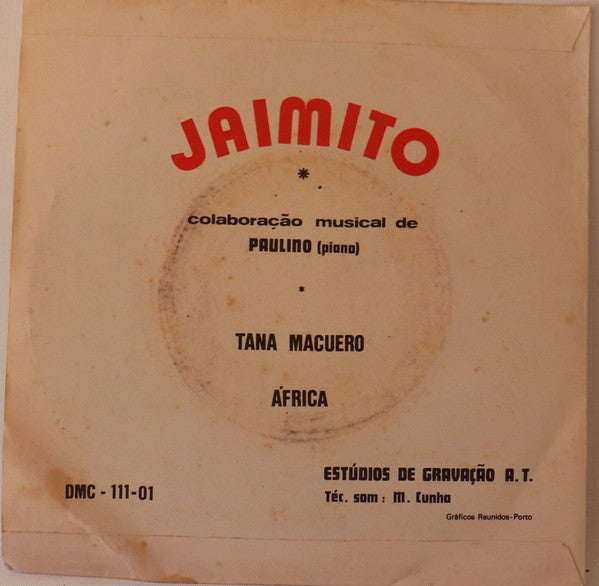 JAIMITO
*
colaboração musical de
PAULINO (piano)
*
TANA MACUERO
ÁFRICA
ESTÚDIOS DE GRAVAÇÃO A.T.
DMC - 111-01
Téc. som : M. Cunha
Gráficos Reunidos-Porto